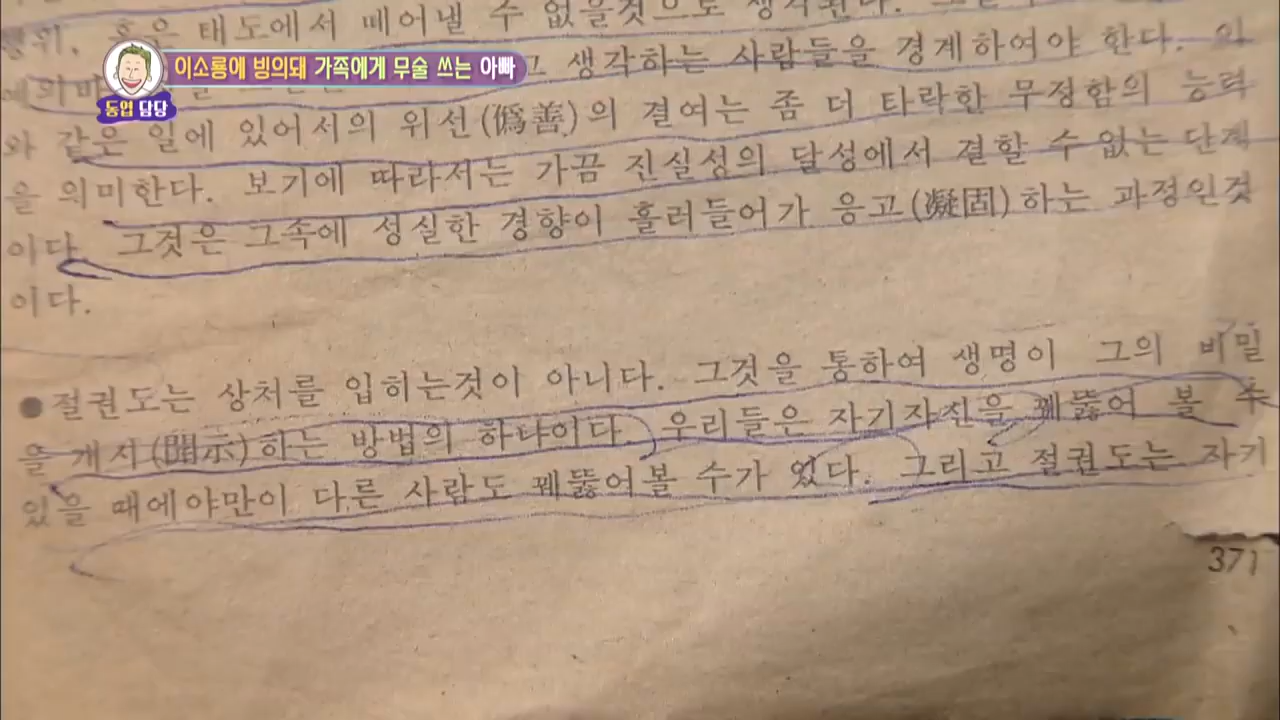 혹은 태도에서 떼어낼 수 없을것으로 생각된다.
이소룡에 빙의돼 가족에게 무술 쓰는 아빠
동엽 담당
생각하는 사람들을 경계하여야 한다.
와 같은 일에 있어서의 위선(僞善)의 결여는 좀 더 타락한 무정함의 능력
을 의미한다. 보기에 따라서는 가끔 진실성의 달성에서 결할 수 없는 단계
이다. 그것은 그속에 성실한 경향이 흘러들어가 응고(凝固)하는 과정인것
이다.
●절권도는 상처를 입히는것이 아니다. 그것을 통하여 생명이 그의 비밀
을 개시(開示)하는 방법의 하나이다. 우리들은 자기자신을 꿰뚫어 볼 수
있을 때에야만이 다른 사람도 꿰뚫어볼 수가 있다. 그리고 절권도는 자기
371